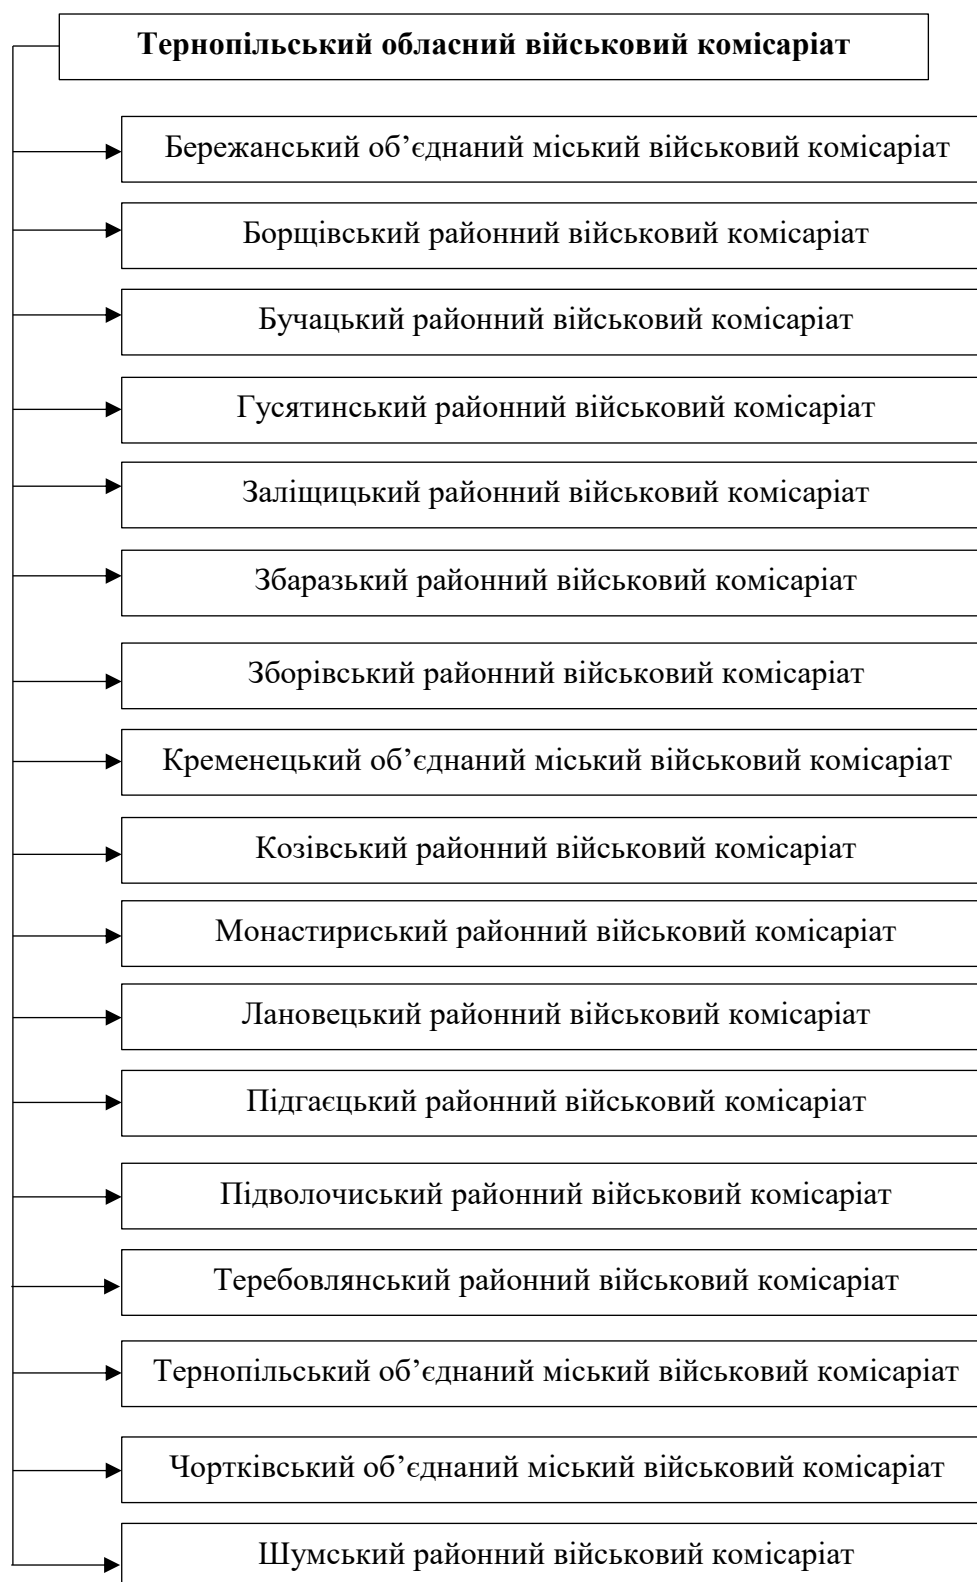 Тернопільський обласний військовий комісаріат
Бережанський об’єднаний міський військовий комісаріат
Борщівський районний військовий комісаріат
Бучацький районний військовий комісаріат
Гусятинський районний військовий комісаріат
Заліщицький районний військовий комісаріат
Збаразький районний військовий комісаріат
Зборівський районний військовий комісаріат
Кременецький об’єднаний міський військовий комісаріат
Козівський районний військовий комісаріат
Монастириський районний військовий комісаріат
Лановецький районний військовий комісаріат
Підгаєцький районний військовий комісаріат
Підволочиський районний військовий комісаріат
Теребовлянський районний військовий комісаріат
Тернопільський об’єднаний міський військовий комісаріат
Чортківський об’єднаний міський військовий комісаріат
Шумський районний військовий комісаріат